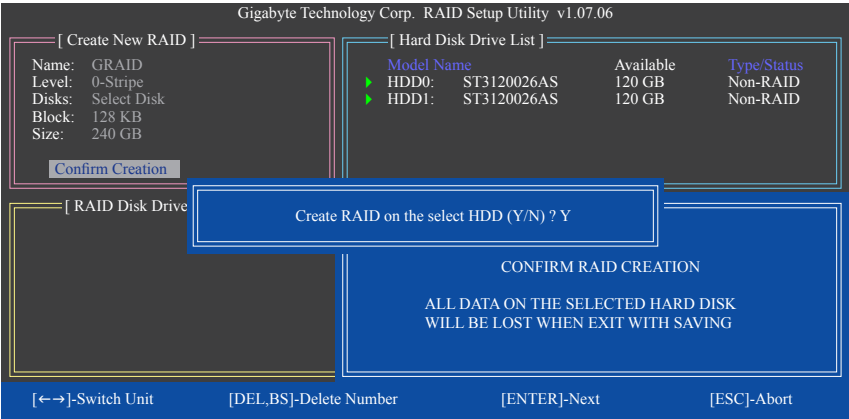 Gigabyte Technology Corp. RAID Setup Utility v1.07.06
[ Create New RAID ]
Name: GRAID
Level: 0-Stripe
Disks: Select Disk
Block: 128 KB
Size: 240 GB
Confirm Creation
[ Hard Disk Drive List ]
Model Name Available Type/Status
HDD0: ST3120026AS 120 GB Non-RAID
HDD1: ST3120026AS 120 GB Non-RAID
[ RAID Disk Drive
Create RAID on the select HDD (Y/N) ? Y
CONFIRM RAID CREATION
ALL DATA ON THE SELECTED HARD DISK
WILL BE LOST WHEN EXIT WITH SAVING
[←→]-Switch Unit [DEL,BS]-Delete Number [ENTER]-Next [ESC]-Abort